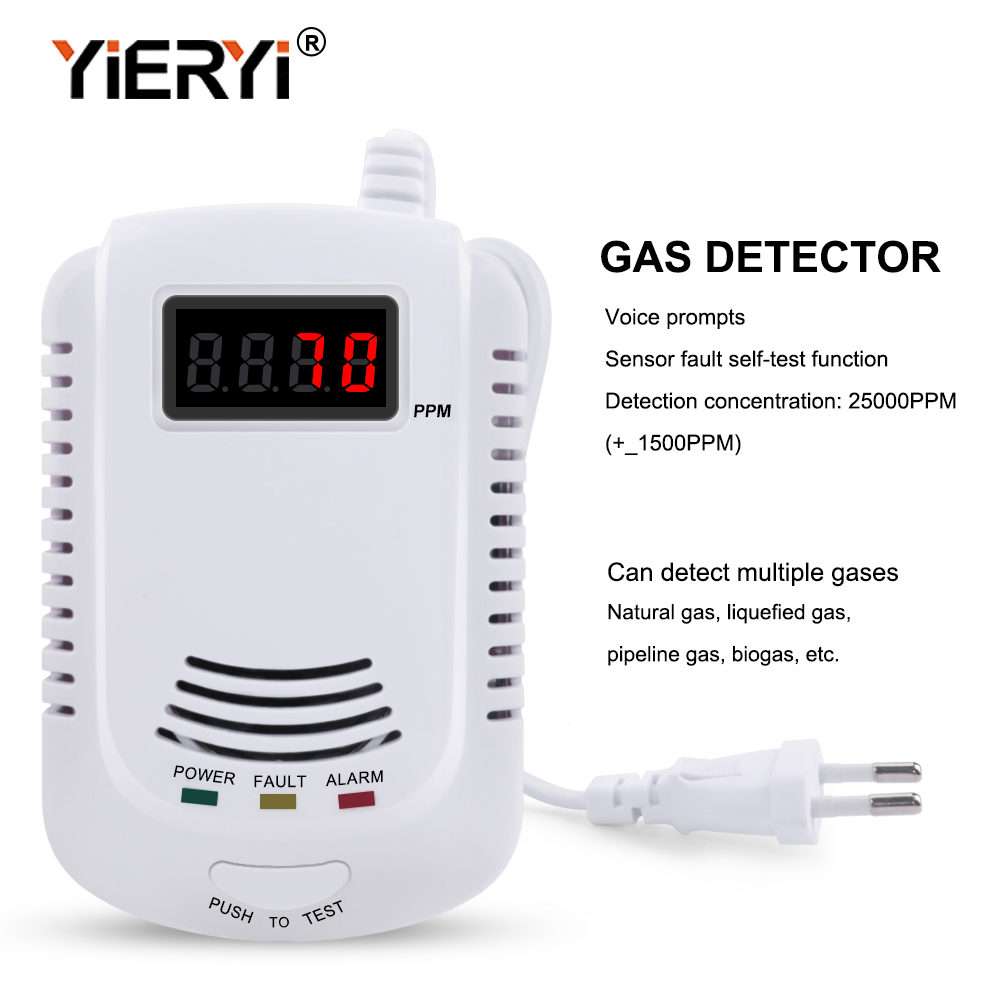 YiERYi®
GAS DETECTOR
Voice prompts
Sensor fault self-test function
Detection concentration: 25000PPM
(+_1500PPM)
70
PPM
Can detect multiple gases
Natural gas, liquefied gas,
pipeline gas, biogas, etc.
POWER FAULT ALARM
PUSH TO TEST